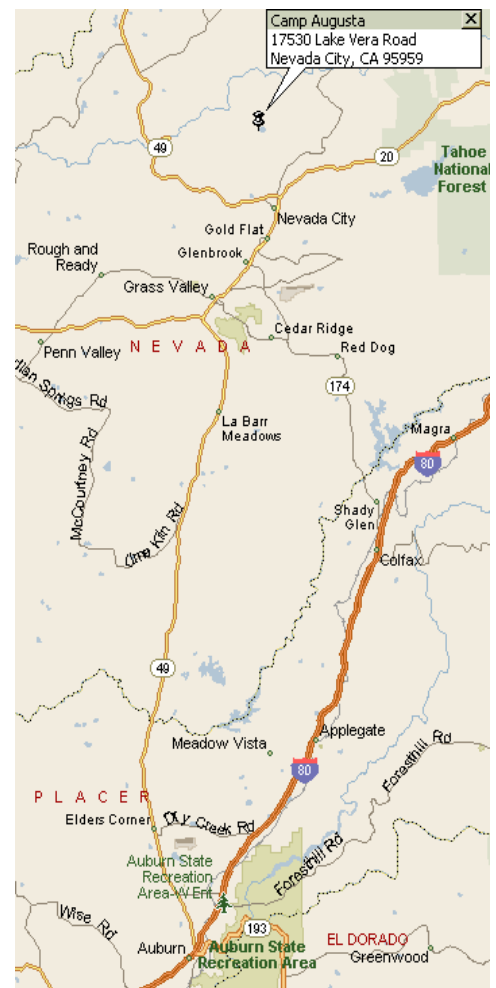 Camp Augusta
17530 Lake Vera Road
Nevada City, CA 95959
49
20
Tahoe
National
Forest
Nevada City
Gold Flat
Rough and
Ready
Glenbrook
Grass Valley
Cedar Ridge
Penn Valley
N E V A D A
Red Dog
dian Springs Rd
174
La Barr
Meadows
Magra
80
McCourtney Rd
Lime Kiln Rd
Shady
Glen
Colfax
49
Applegate
Meadow Vista
80
Foresthill Rd
P L A C E R
Elders Corner
Dry Creek Rd
Auburn State
Recreation
Area-W Ent
Foresthill Rd
Wise Rd
193
EL DORADO
Auburn
Auburn State
Recreation Area
Greenwood